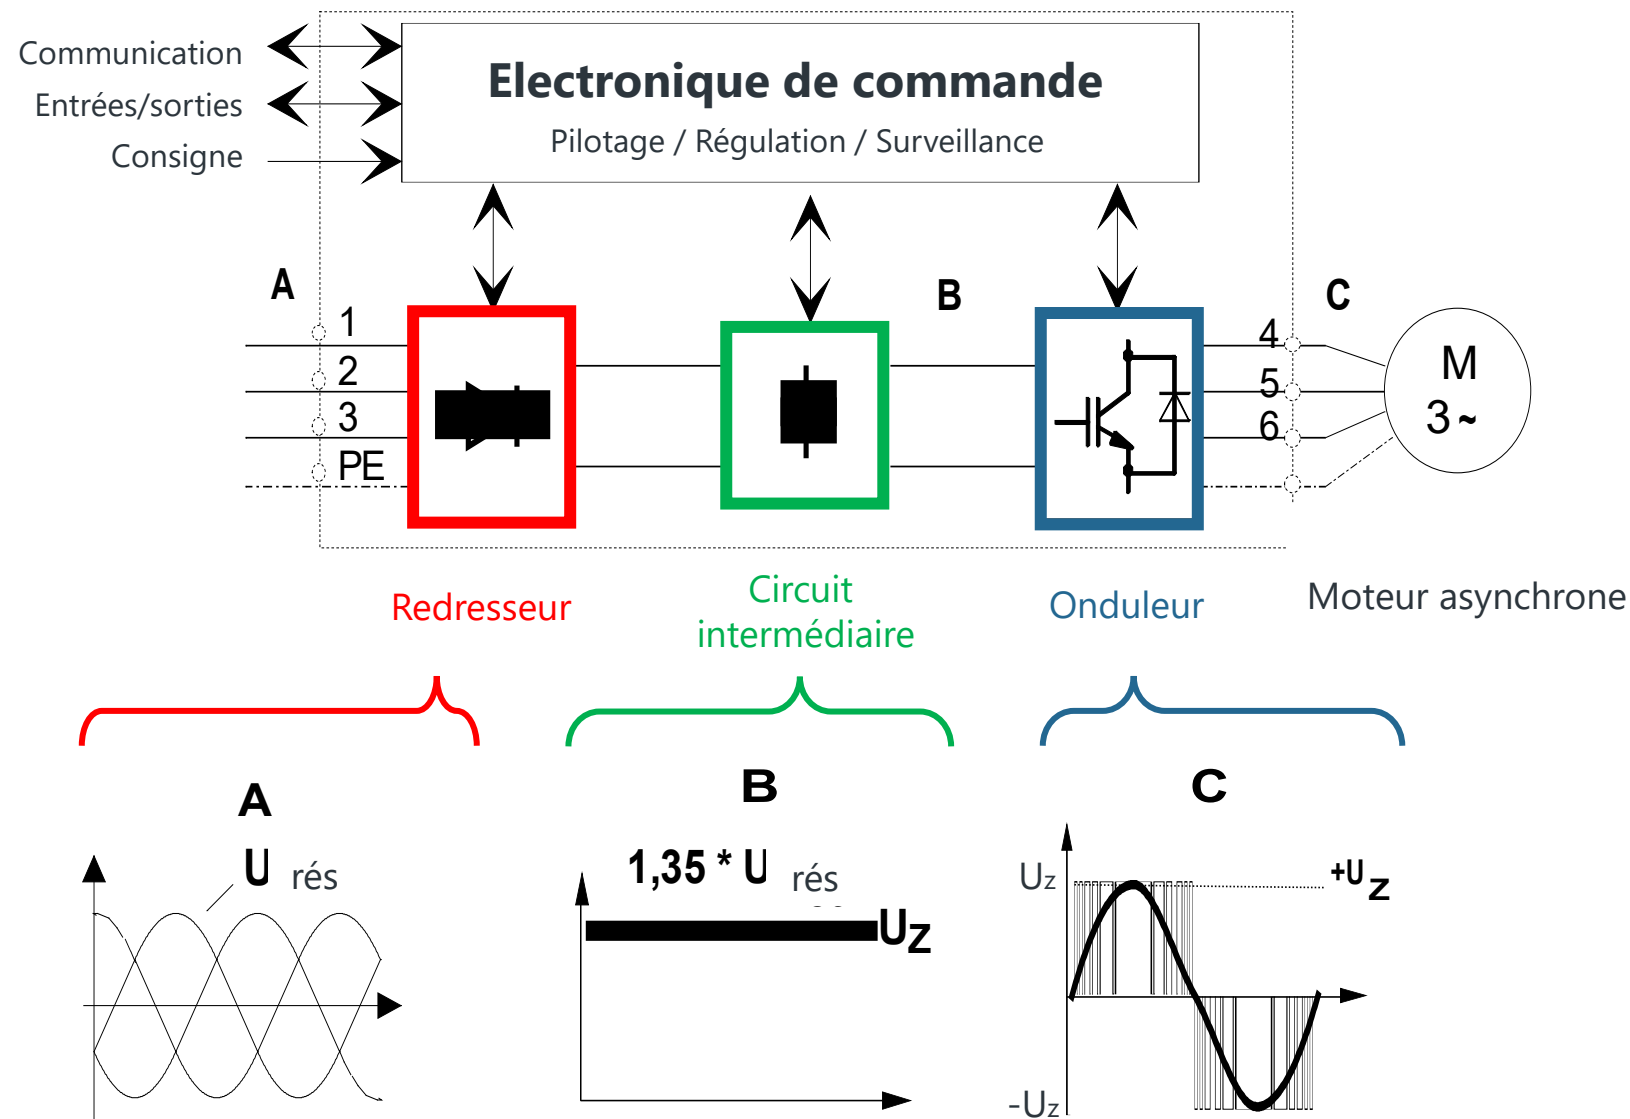 Communication
Entrées/sorties
Consigne
Electronique de commande
Pilotage / Régulation / Surveillance
A
B
C
1
2
3
PE
4
5
6
M
3~
Redresseur
Circuit
intermédiaire
Onduleur
Moteur asynchrone
A
B
C
U rés
1,35 * U rés
UZ
Uz
+UZ
-Uz